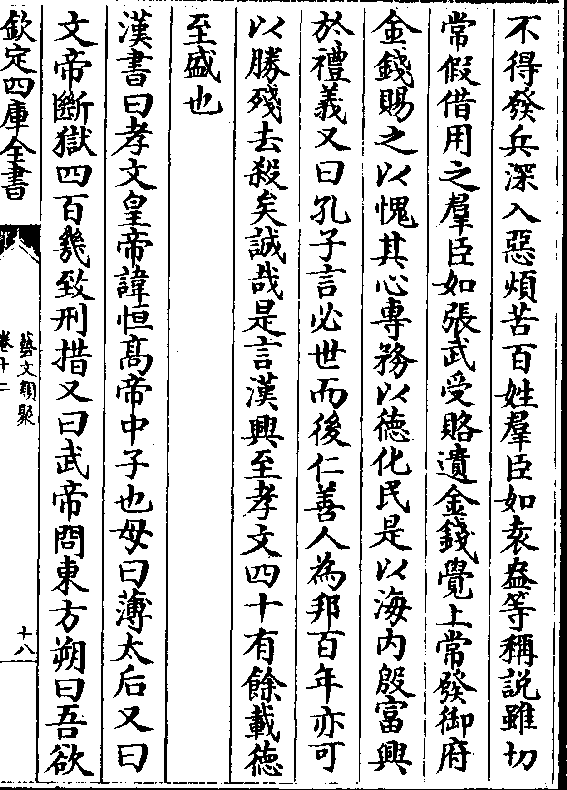 不得發兵深入惡煩苦百姓羣臣如袁盎等稱說雖切
常假借用之羣臣如張武受賂遺金錢覺上常發御府
金錢賜之以愧其心專務以德化民是以海内殷富興
於禮義又曰孔子言必世而後仁善人為邦百年亦可
以勝殘去殺矣誠哉是言漢興至孝文四十有餘載德
至盛也
漢書曰孝文皇帝諱恒髙帝中子也母曰薄太后又曰
文帝斷獄四百幾致刑措又曰武帝問東方朔曰吾欲
欽定四庫全書
藝文類聚
卷十二
十八